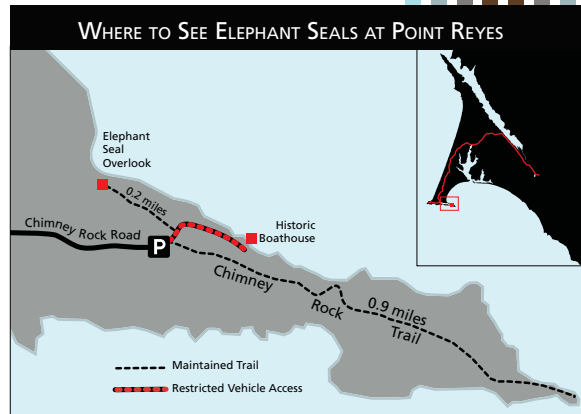 WHERE TO SEE ELEPHANT SEALS AT POINT REYES
Elephant
Seal
Overlook
0.2 miles
Chimney Rock Road
P
Historic
Boathouse
Chimney
Rock
0.9 miles
Trail
Maintained Trail
Restricted Vehicle Access